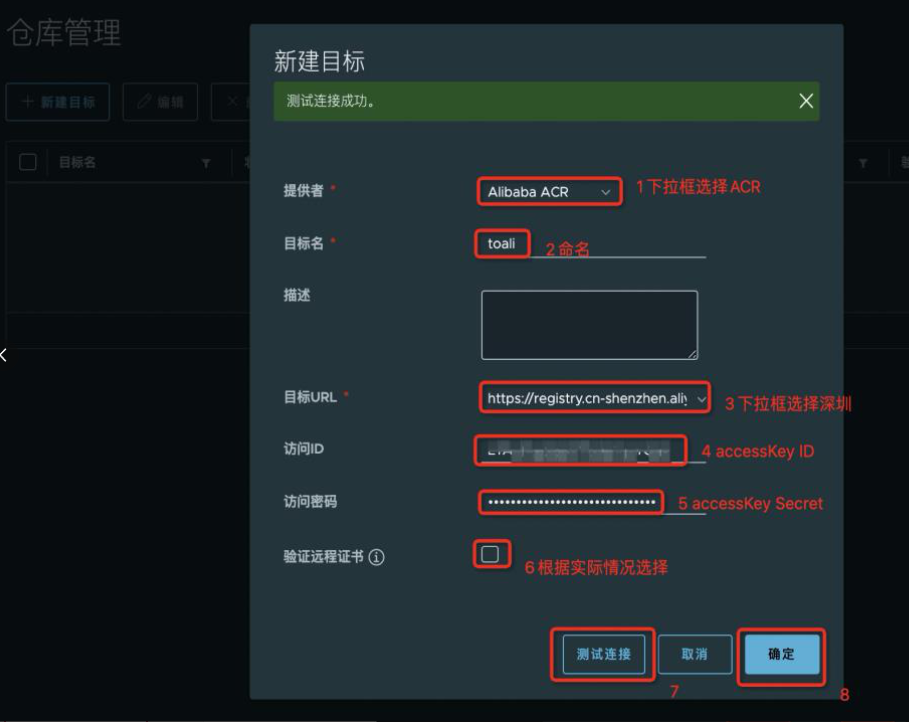 仓库管理
新建目标
+ 新建目标
编辑
测试连接成功。
目标名
提供者 *
Alibaba ACR
1下拉框选择ACR
目标名 *
toali
2命名
描述
目标URL *
https://registry.cn-shenzhen.aliy
3下拉框选择深圳
访问ID
4 accessKey ID
访问密码
••••••••••••••••••••••••••••••
5 accessKey Secret
验证远程证书
6根据实际情况选择
测试连接
取消
确定
7
8